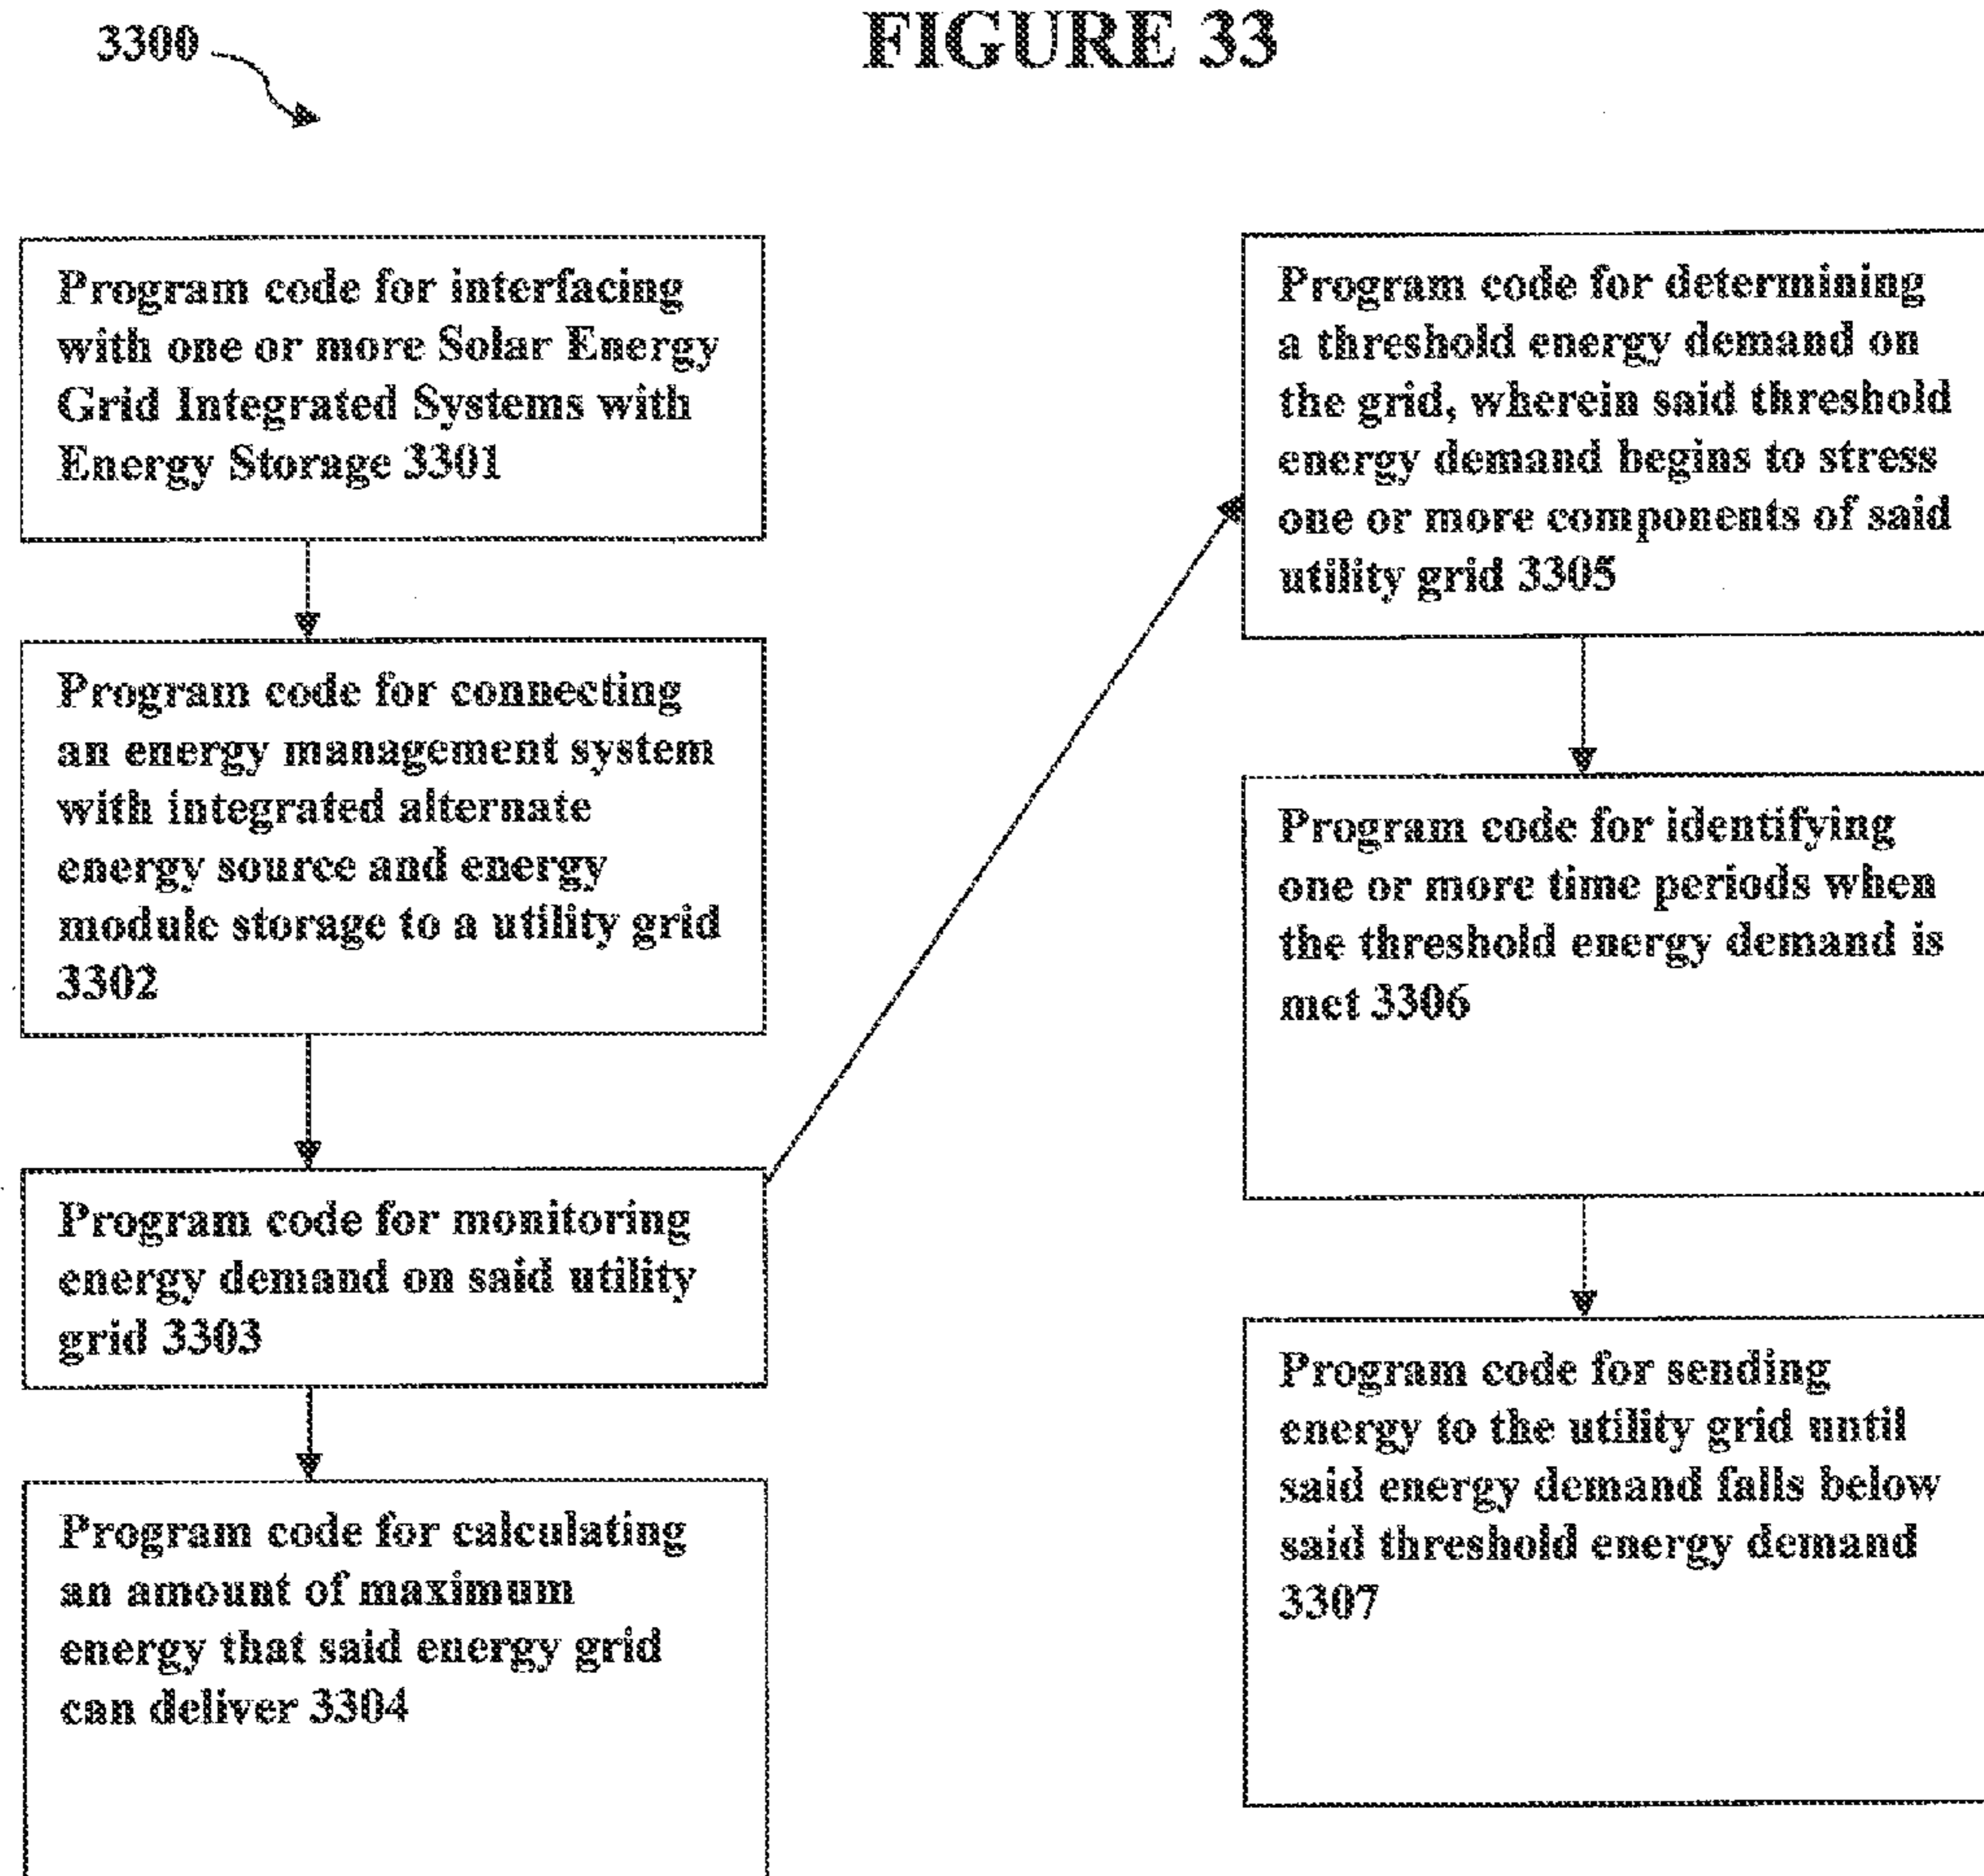 3300
FIGURE 33
Program code for interfacing
with one or more Solar Energy
Grid Integrated Systems with
Energy Storage 3301
Program code for connecting
an energy management system
with integrated alternate
energy source and energy
module storage to a utility grid
3302
Program code for monitoring
energy demand on said utility
grid 3303
Program code for calculating
an amount of maximum
energy that said energy grid
can deliver 3304
Program code for determining
a threshold energy demand on
the grid, wherein said threshold
energy demand begins to stress
one or more components of said
utility grid 3305
Program code for identifying
one or more time periods when
the threshold energy demand is
met 3306
Program code for sending
energy to the utility grid until
said energy demand falls below
said threshold energy demand
3307